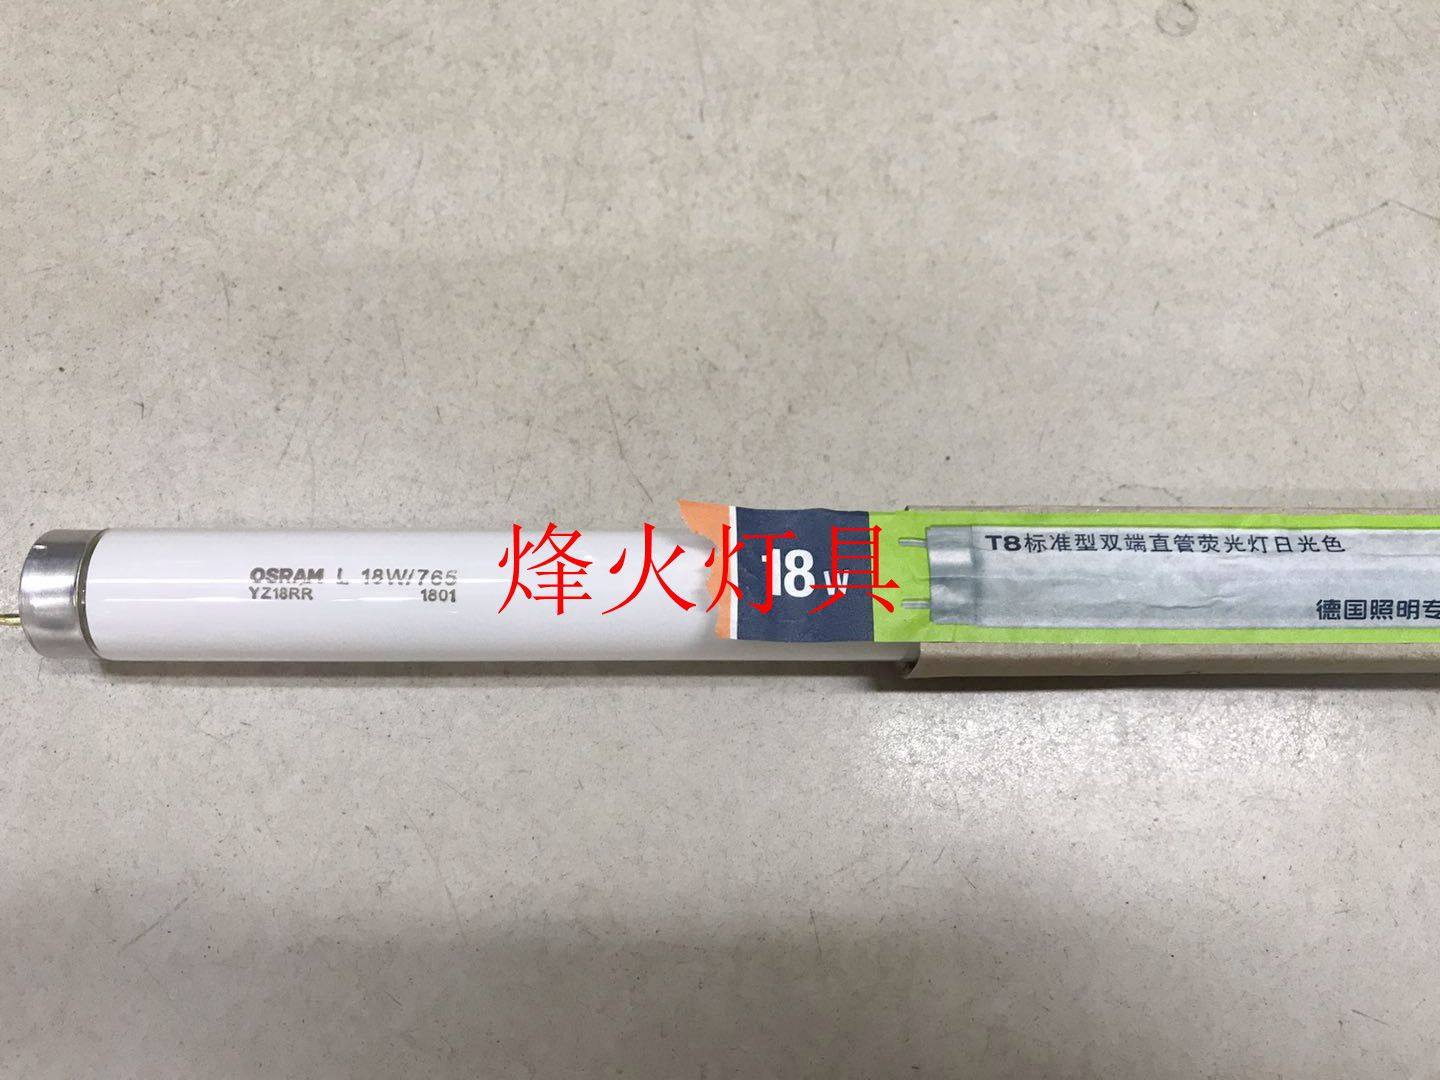 OSRAM L 18W/765
YZ18RR 1801
烽火灯具
18W
T8标准型双端直管荧光灯日光色
德国照明专